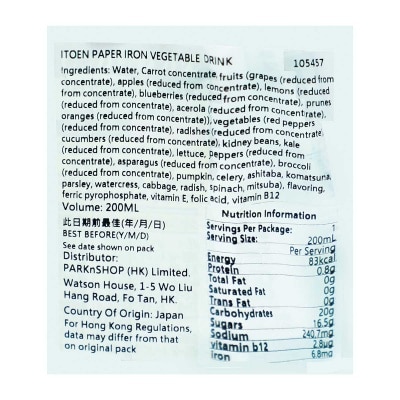 ITOEN PAPER IRON VEGETABLE DRINK 105457
Ingredients: Water, Carrot concentrate, fruits (grapes (reduced from
concentrate), apples (reduced from concentrate), lemons (reduced
from concentrate), blueberries (reduced from concentrate), prunes
(reduced from concentrate), acerola (reduced from concentrate),
oranges (reduced from concentrate)), vegetables (red peppers
(reduced from concentrate), radishes (reduced from concentrate),
cucumbers (reduced from concentrate), kidney beans, kale
(reduced from concentrate), lettuce, peppers (reduced from
concentrate), asparagus (reduced from concentrate), broccoli
(reduced from concentrate), pumpkin, celery, ashitaba, komatsuna,
parsley, watercress, cabbage, radish, spinach, mitsuba), flavoring,
ferric pyrophosphate, vitamin E, folic acid, vitamin B12
Volume: 200ML
此日期前最佳(年/月/日)
BEST BEFORE(Y/M/D)
See date shown on pack
Distributor:
PARKnSHOP (HK) Limited.
Watson House, 1-5 Wo Liu
Hang Road, Fo Tan, HK.
Country Of Origin: Japan
For Hong Kong Regulations,
data may differ from that
on original pack
Nutrition Information
Servings Per Package: 1
Serving Size: 200mL
Per Serving
Energy 83kcal
Protein 0.8g
Total Fat 0g
Saturated Fat 0g
Trans Fat 0g
Carbohydrates 20g
Sugars 16.5g
Sodium 240.7mg
vitamin b12 2.8μg
iron 6.8mg